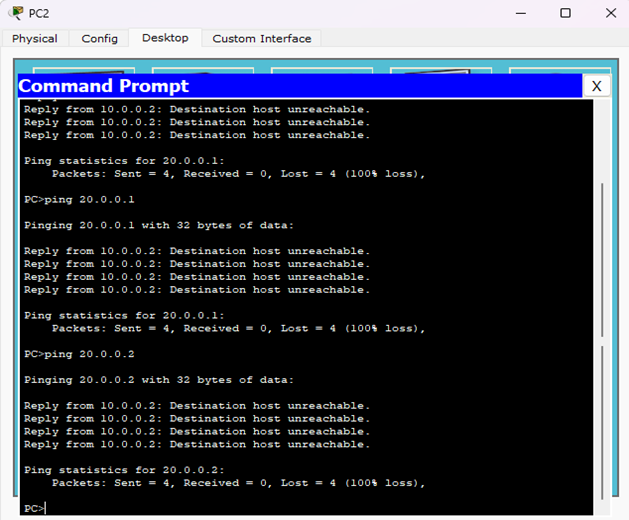 PC2
Physical Config Desktop Custom Interface
Command Prompt X
Reply from 10.0.0.2: Destination host unreachable.
Reply from 10.0.0.2: Destination host unreachable.
Reply from 10.0.0.2: Destination host unreachable.
Ping statistics for 20.0.0.1:
Packets: Sent = 4, Received = 0, Lost = 4 (100% loss),
PC>ping 20.0.0.1
Pinging 20.0.0.1 with 32 bytes of data:
Reply from 10.0.0.2: Destination host unreachable.
Reply from 10.0.0.2: Destination host unreachable.
Reply from 10.0.0.2: Destination host unreachable.
Reply from 10.0.0.2: Destination host unreachable.
Ping statistics for 20.0.0.1:
Packets: Sent = 4, Received = 0, Lost = 4 (100% loss),
PC>ping 20.0.0.2
Pinging 20.0.0.2 with 32 bytes of data:
Reply from 10.0.0.2: Destination host unreachable.
Reply from 10.0.0.2: Destination host unreachable.
Reply from 10.0.0.2: Destination host unreachable.
Reply from 10.0.0.2: Destination host unreachable.
Ping statistics for 20.0.0.2:
Packets: Sent = 4, Received = 0, Lost = 4 (100% loss),
PC>